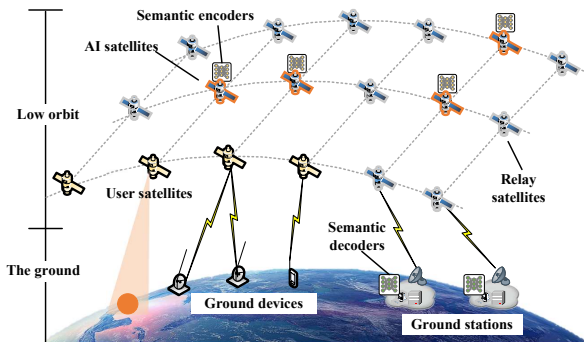 Semantic encoders
AI satellites
Low orbit
User satellites
Relay
satellites
Semantic
decoders
The ground
Ground devices
Ground stations